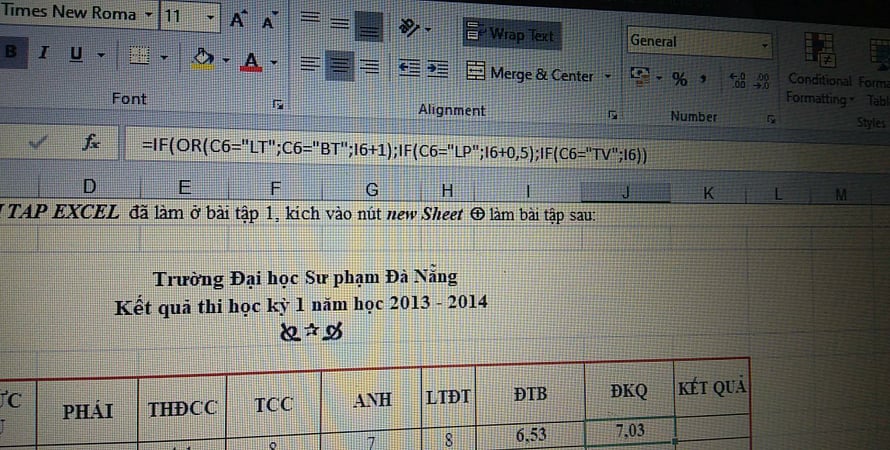 Times New Roma 11 A A Wrap Text General
B I U A Merge & Center % Conditional
Formatting
Font Alignment Number Styles
fx =IF(OR(C6="LT";C6="BT";I6+1);IF(C6="LP";I6+0,5);IF(C6="TV";I6))
D E F G H I J K L M
TAP EXCEL đã làm ở bài tập 1, kích vào nút new Sheet ⊕ làm bài tập sau:
Trường Đại học Sư phạm Đà Nẵng
Kết quả thi học kỳ 1 năm học 2013 - 2014
PHÁI THĐCC TCC ANH LTĐT ĐTB ĐKQ KẾT QUẢ
8 7 8 6,53 7,03